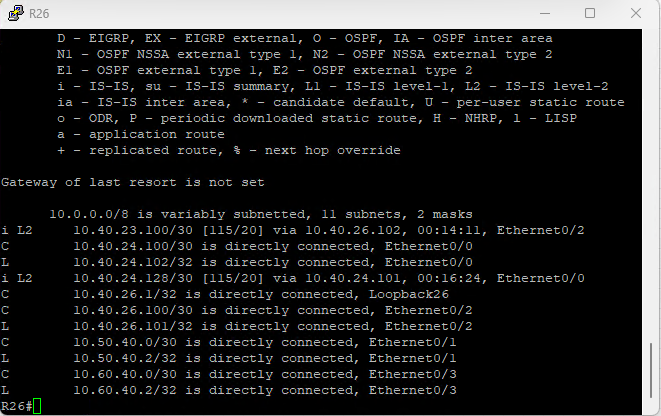 R26
D - EIGRP, EX - EIGRP external, O - OSPF, IA - OSPF inter area
N1 - OSPF NSSA external type 1, N2 - OSPF NSSA external type 2
E1 - OSPF external type 1, E2 - OSPF external type 2
i - IS-IS, su - IS-IS summary, L1 - IS-IS level-1, L2 - IS-IS level-2
ia - IS-IS inter area, * - candidate default, U - per-user static route
o - ODR, P - periodic downloaded static route, H - NHRP, l - LISP
a - application route
+ - replicated route, % - next hop override
Gateway of last resort is not set
10.0.0.0/8 is variably subnetted, 11 subnets, 2 masks
i L2 10.40.23.100/30 [115/20] via 10.40.26.102, 00:14:11, Ethernet0/2
C 10.40.24.100/30 is directly connected, Ethernet0/0
L 10.40.24.102/32 is directly connected, Ethernet0/0
i L2 10.40.24.128/30 [115/20] via 10.40.24.101, 00:16:24, Ethernet0/0
C 10.40.26.1/32 is directly connected, Loopback26
C 10.40.26.100/30 is directly connected, Ethernet0/2
L 10.40.26.101/32 is directly connected, Ethernet0/2
C 10.50.40.0/30 is directly connected, Ethernet0/1
L 10.50.40.2/32 is directly connected, Ethernet0/1
C 10.60.40.0/30 is directly connected, Ethernet0/3
L 10.60.40.2/32 is directly connected, Ethernet0/3
R26#